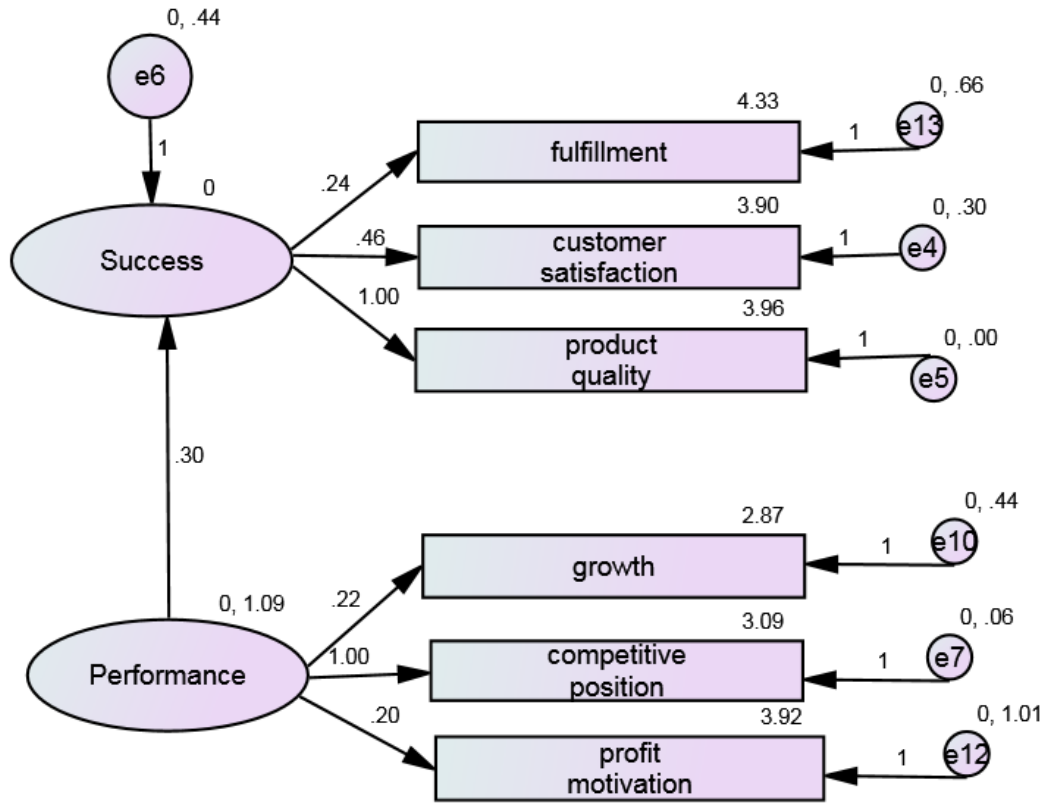 0, .44
e6
1
0
Success
.24
.46
1.00
4.33
fulfillment
1
0, .66
e13
3.90
customer
satisfaction
1
0, .30
e4
3.96
product
quality
1
0, .00
e5
.30
0, 1.09
Performance
.22
1.00
.20
2.87
growth
1
0, .44
e10
3.09
competitive
position
1
0, .06
e7
3.92
profit
motivation
1
0, 1.01
e12